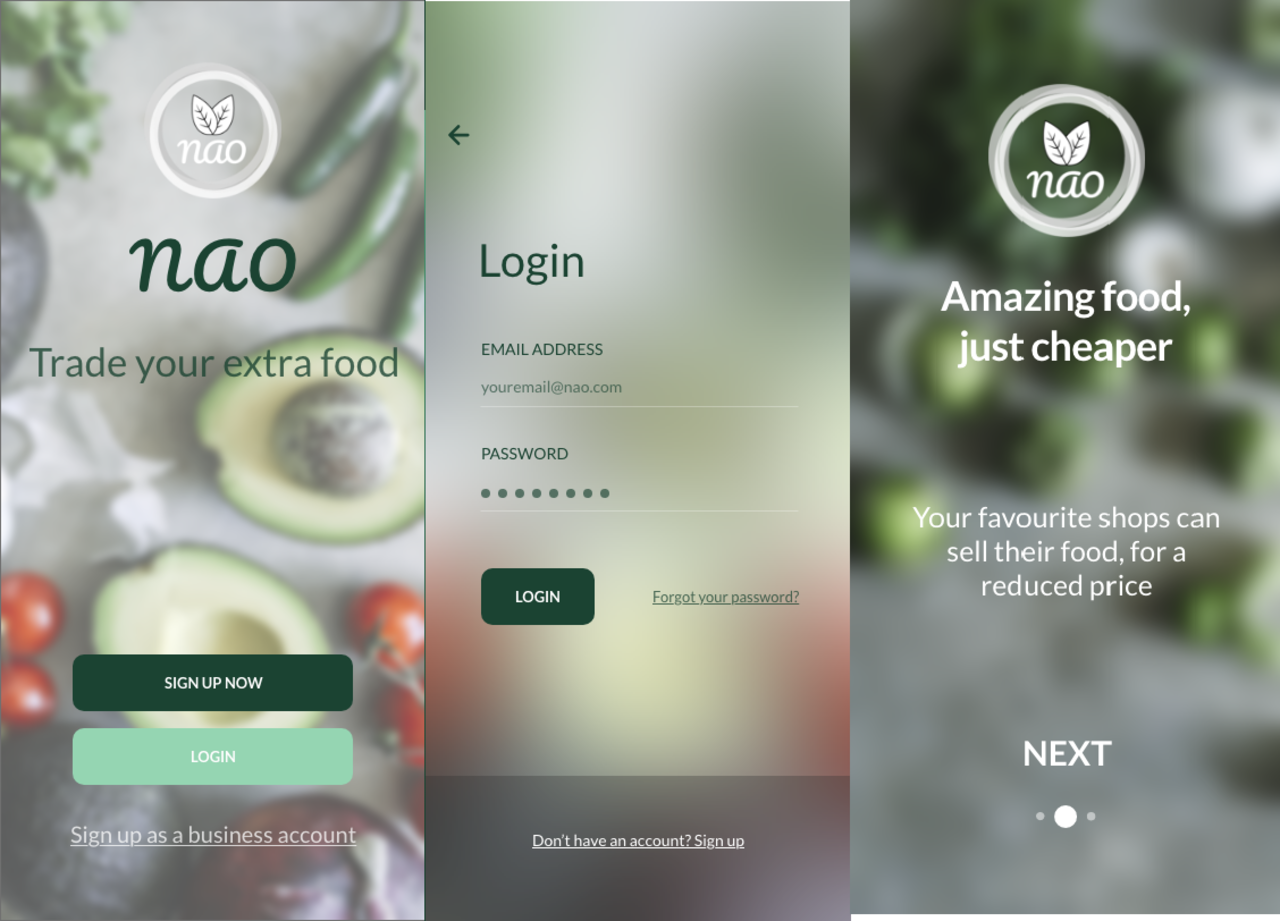 nao
nao
Trade your extra food
SIGN UP NOW
LOGIN
Sign up as a business account
Login
EMAIL ADDRESS
youremail@nao.com
PASSWORD
LOGIN
Forgot your password?
Don't have an account? Sign up
nao
Amazing food,
just cheaper
Your favourite shops can
sell their food, for a
reduced price
NEXT